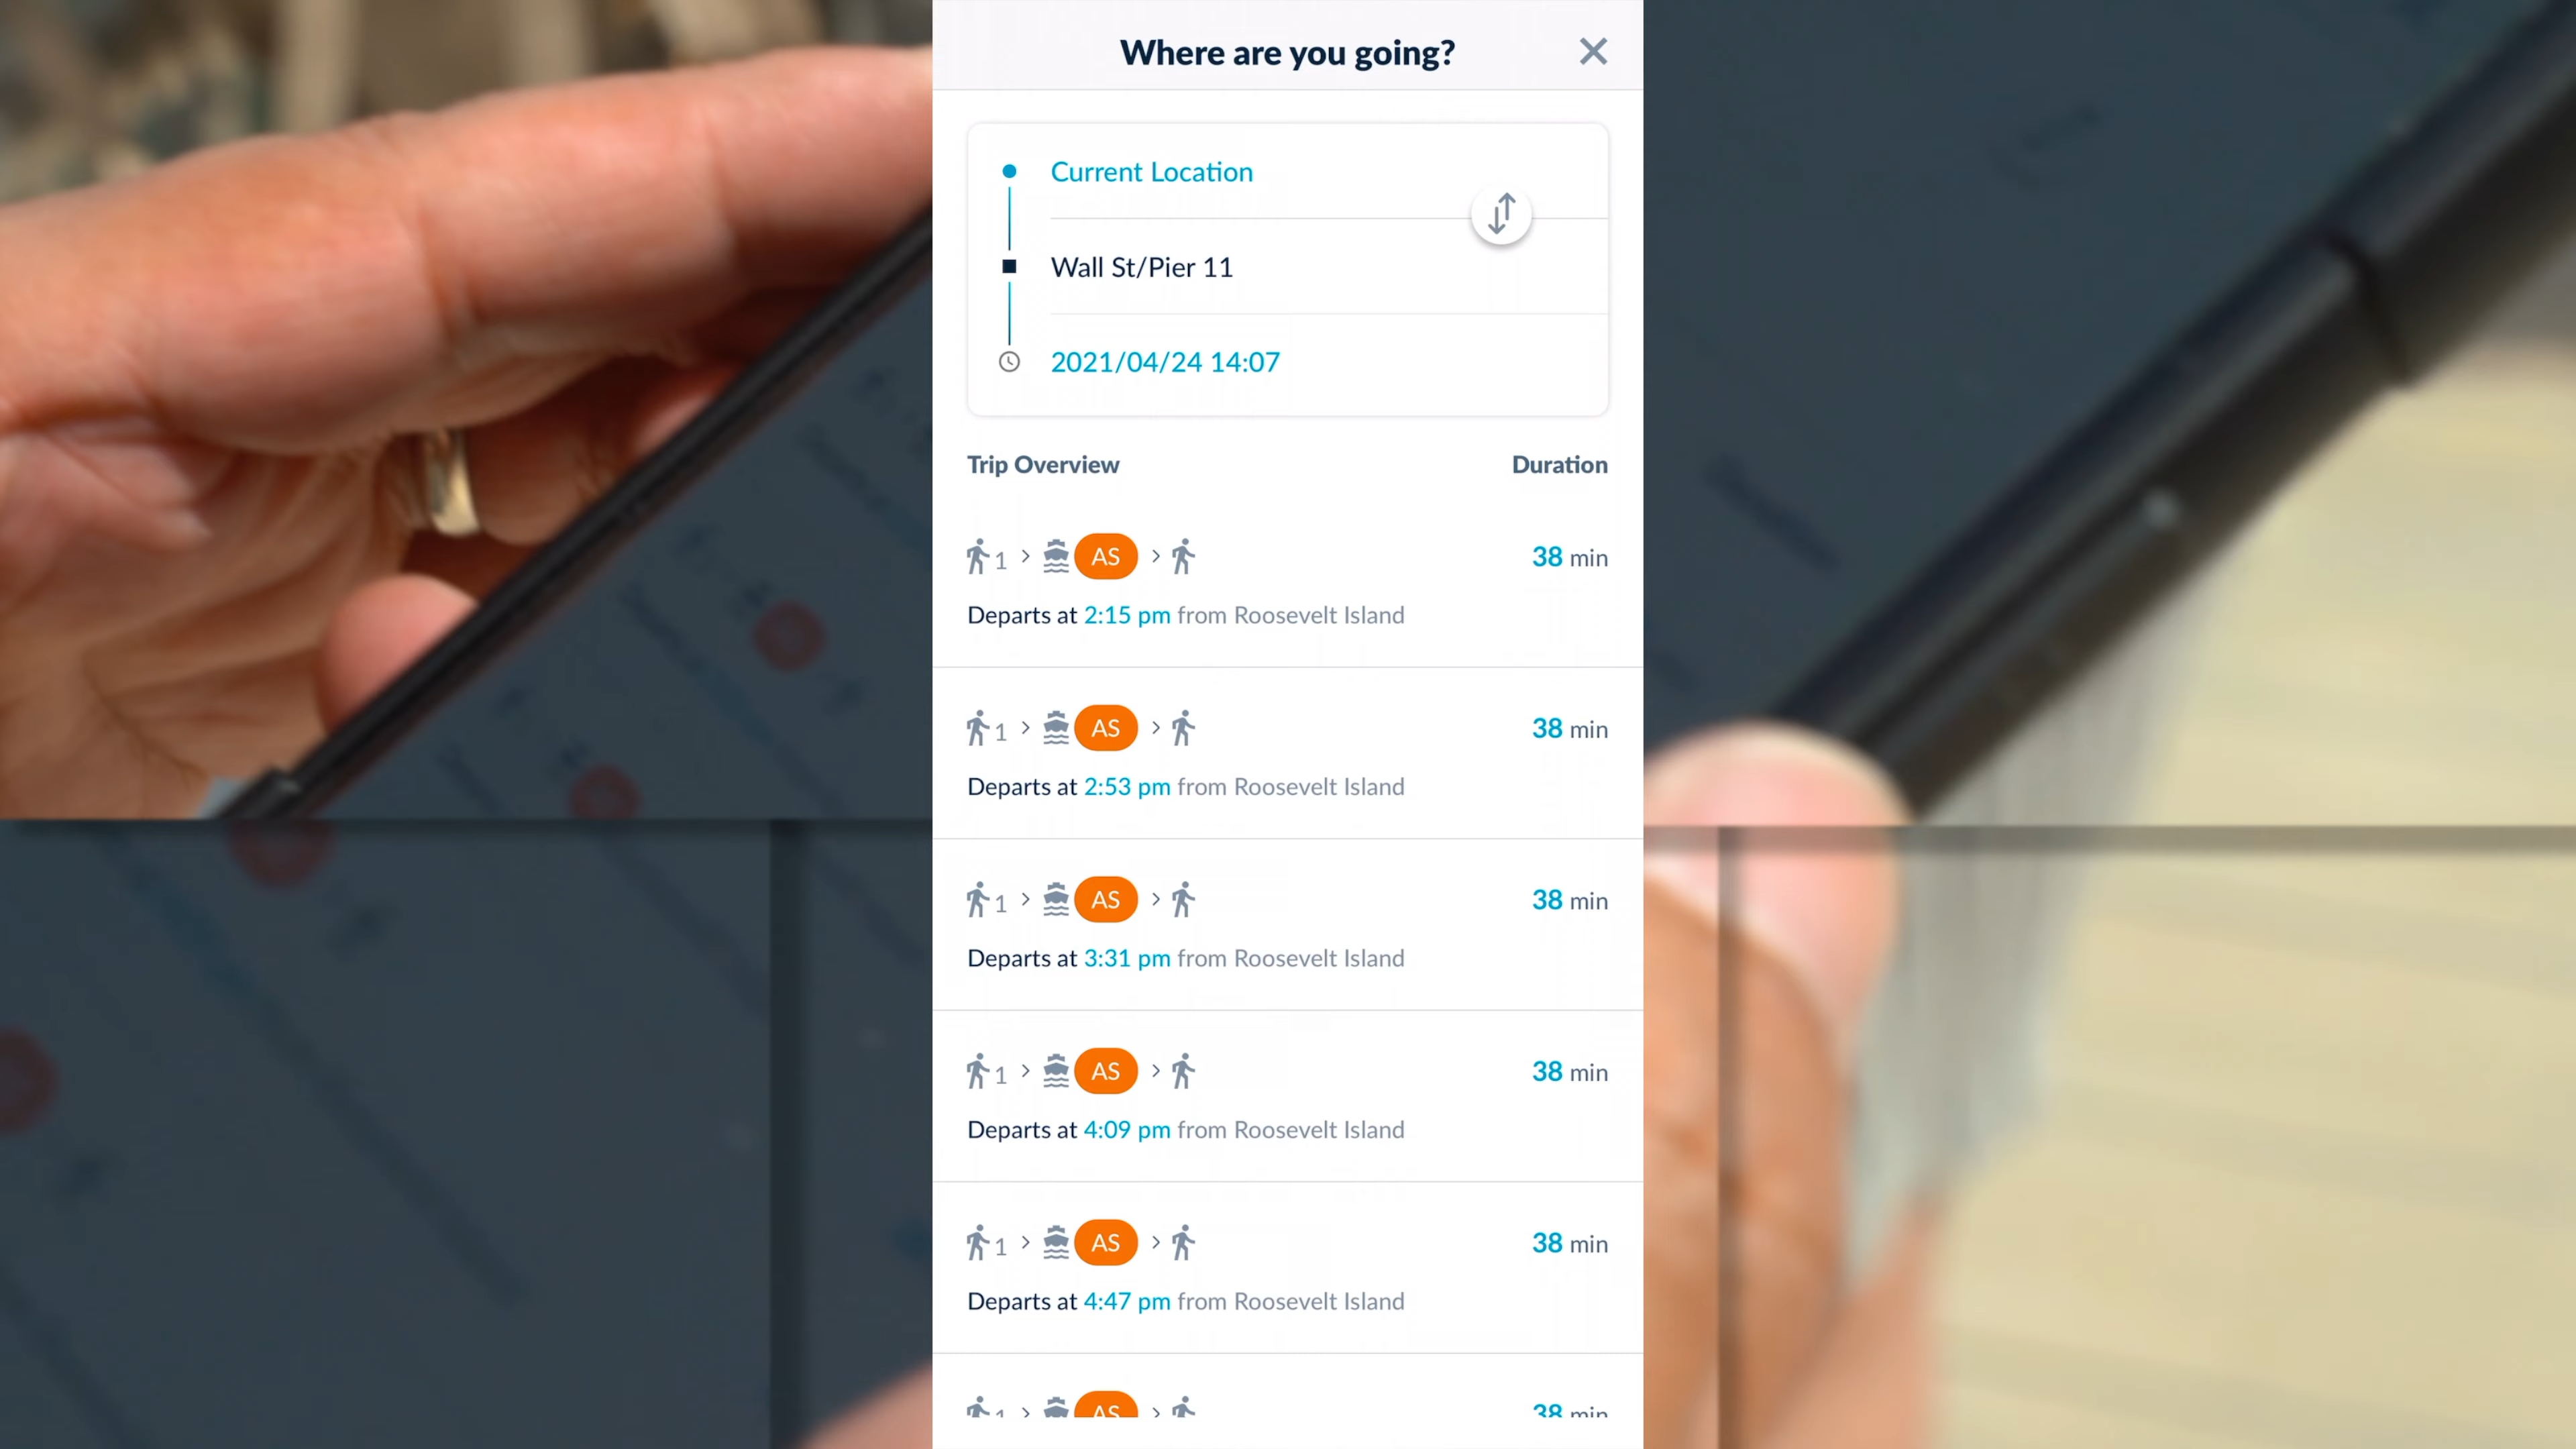 Where are you going?
Current Location
Wall St/Pier 11
2021/04/24 14:07
Trip Overview Duration
1 AS 38 min
Departs at 2:15 pm from Roosevelt Island
1 AS 38 min
Departs at 2:53 pm from Roosevelt Island
1 AS 38 min
Departs at 3:31 pm from Roosevelt Island
1 AS 38 min
Departs at 4:09 pm from Roosevelt Island
1 AS 38 min
Departs at 4:47 pm from Roosevelt Island
1 AS 38 min